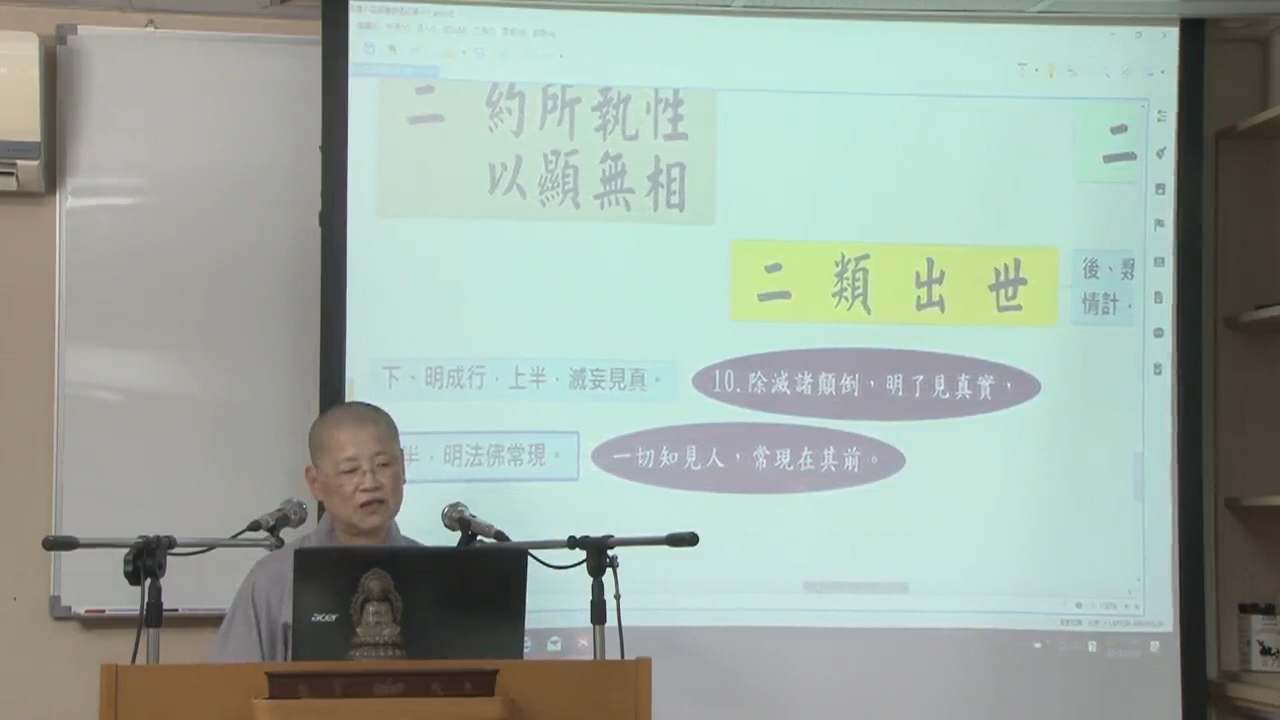 二 約所執性
以顯無相
二
二類出世
後、
情計.
下、明成行.上半.滅妄見真。
10.除滅諸顛倒，明了見真實，
半.明法佛常現。
一切知見人，常現在其前。
acer